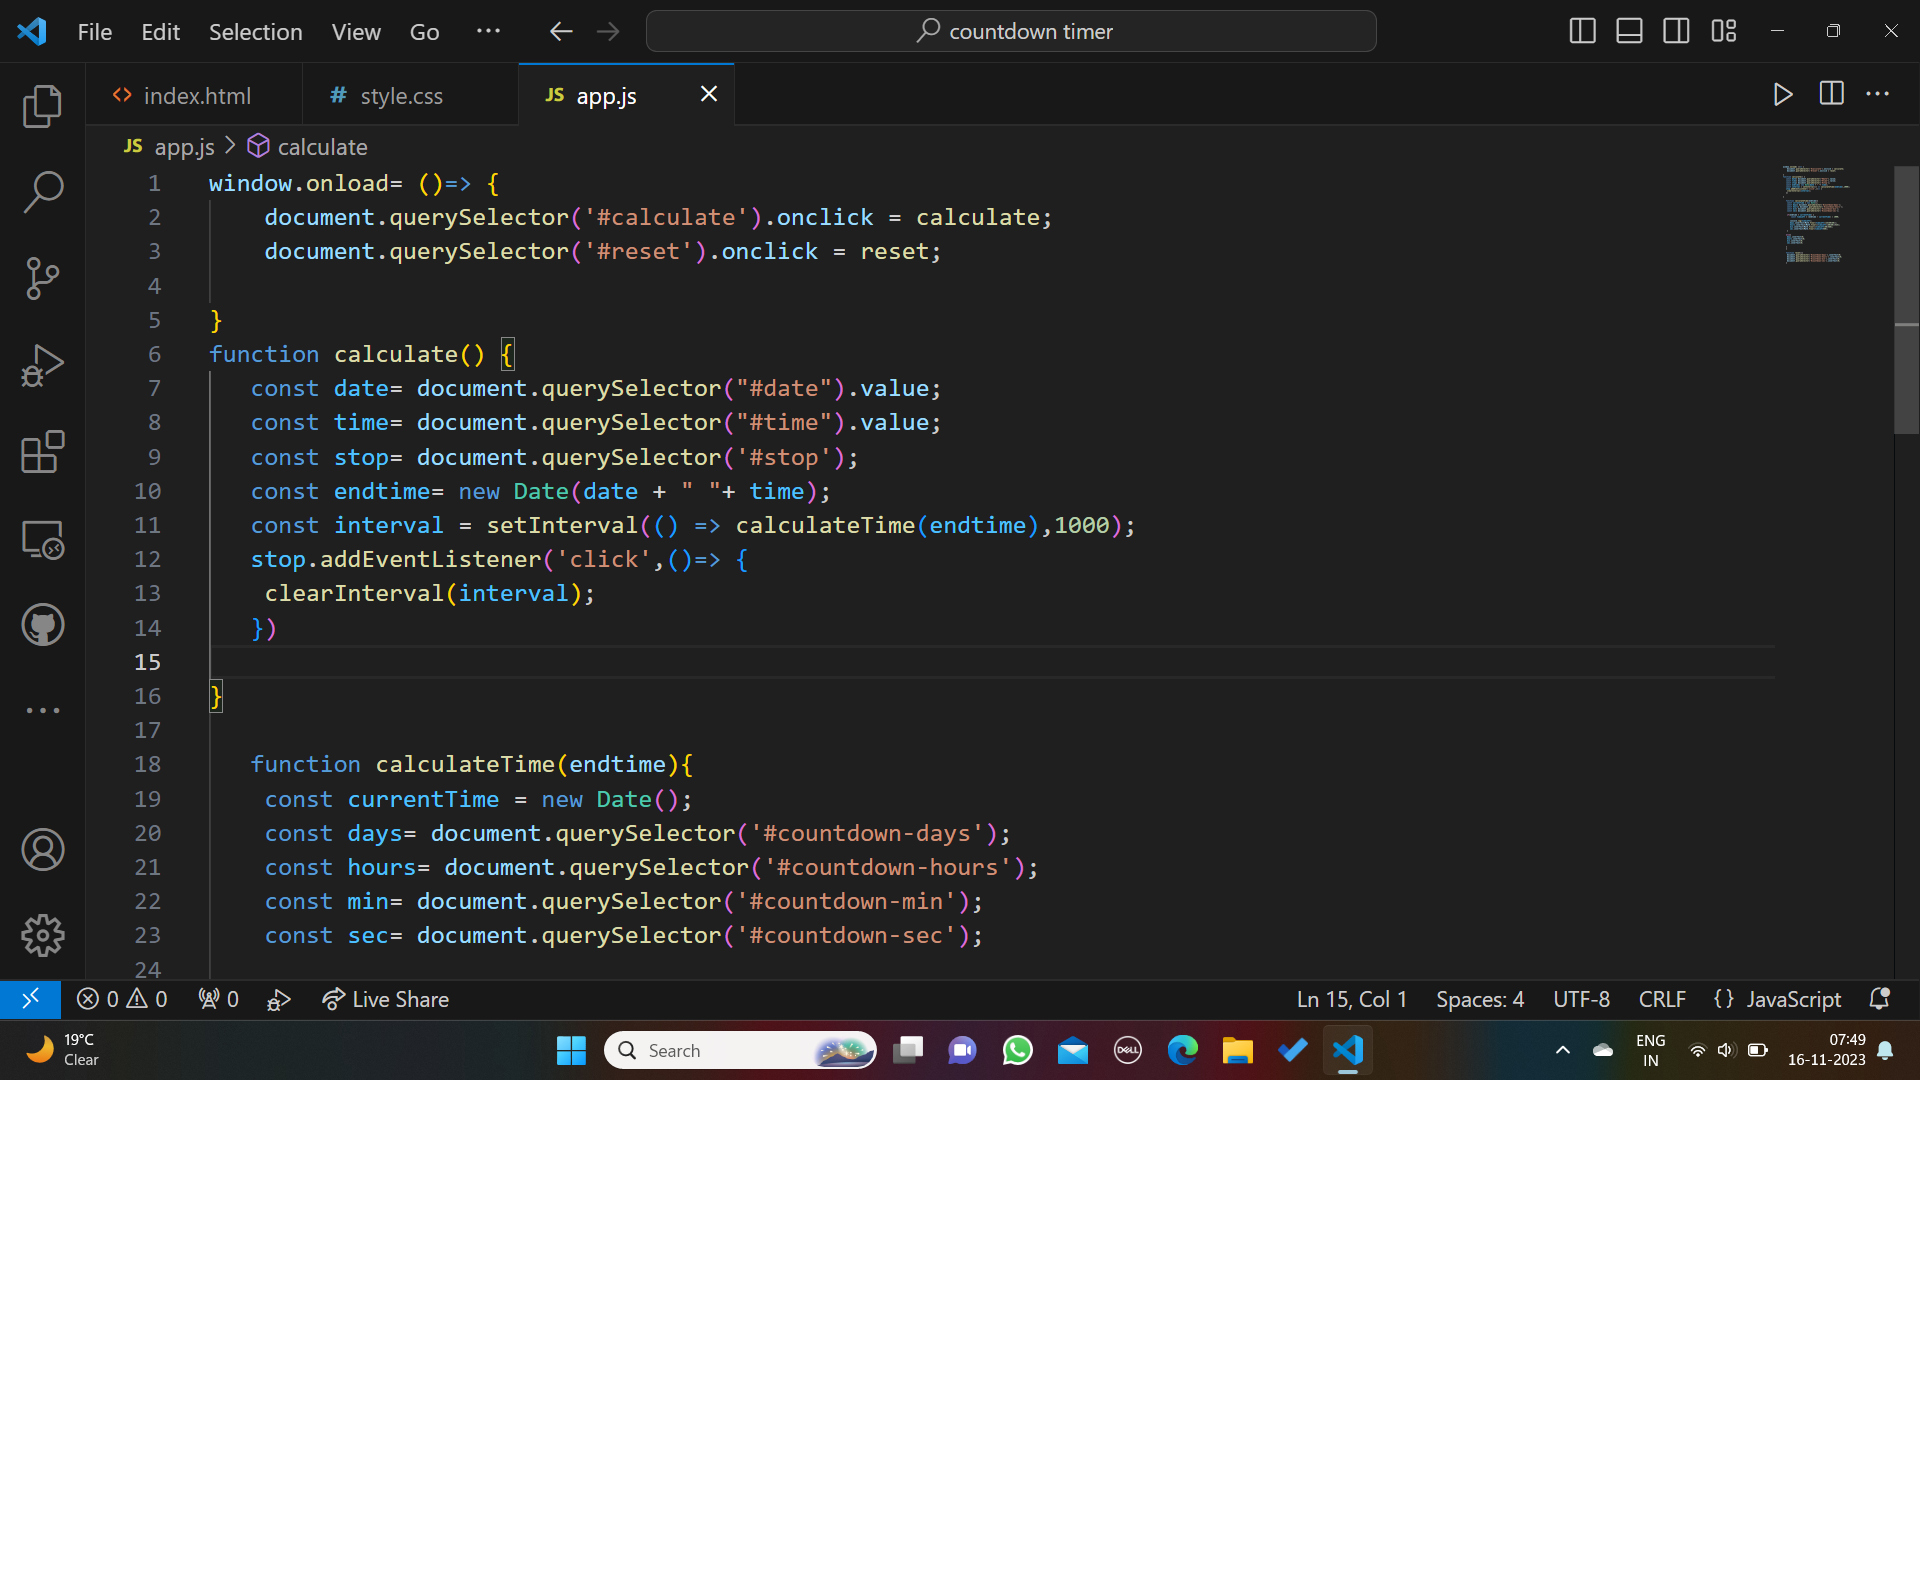 File Edit Selection View Go ··· countdown timer
index.html # style.css JS app.js
JS app.js > calculate
1 window.onload= ()=> {
2 document.querySelector('#calculate').onclick = calculate;
3 document.querySelector('#reset').onclick = reset;
4
5 }
6 function calculate() {
7 const date= document.querySelector("#date").value;
8 const time= document.querySelector("#time").value;
9 const stop= document.querySelector('#stop');
10 const endtime= new Date(date + " "+ time);
11 const interval = setInterval(() => calculateTime(endtime),1000);
12 stop.addEventListener('click',()=> {
13 clearInterval(interval);
14 })
15
16 }
17
18 function calculateTime(endtime){
19 const currentTime = new Date();
20 const days= document.querySelector('#countdown-days');
21 const hours= document.querySelector('#countdown-hours');
22 const min= document.querySelector('#countdown-min');
23 const sec= document.querySelector('#countdown-sec');
24
0 0 0 Live Share Ln 15, Col 1 Spaces: 4 UTF-8 CRLF {} JavaScript
19°C
Clear
Search
DELL
ENG
IN
07:49
16-11-2023